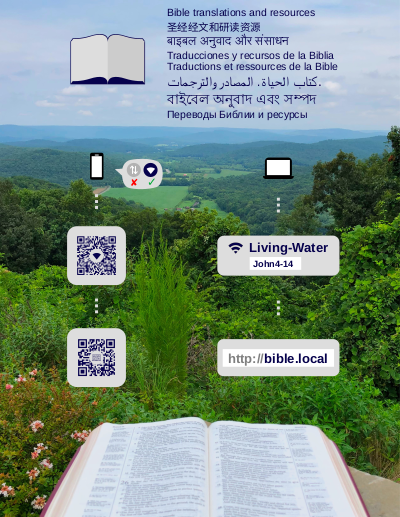 Bible translations and resources
圣经经文和研读资源
बाइबल अनुवाद और संसाधन
Traducciones y recursos de la Biblia
Traductions et ressources de la Bible
كتاب الحياة. المصادر والترجمات.
বাইবেল অনুবাদ এবং সম্পদ
Переводы Библии и ресурсы
Living-Water
John4-14
http://bible.local